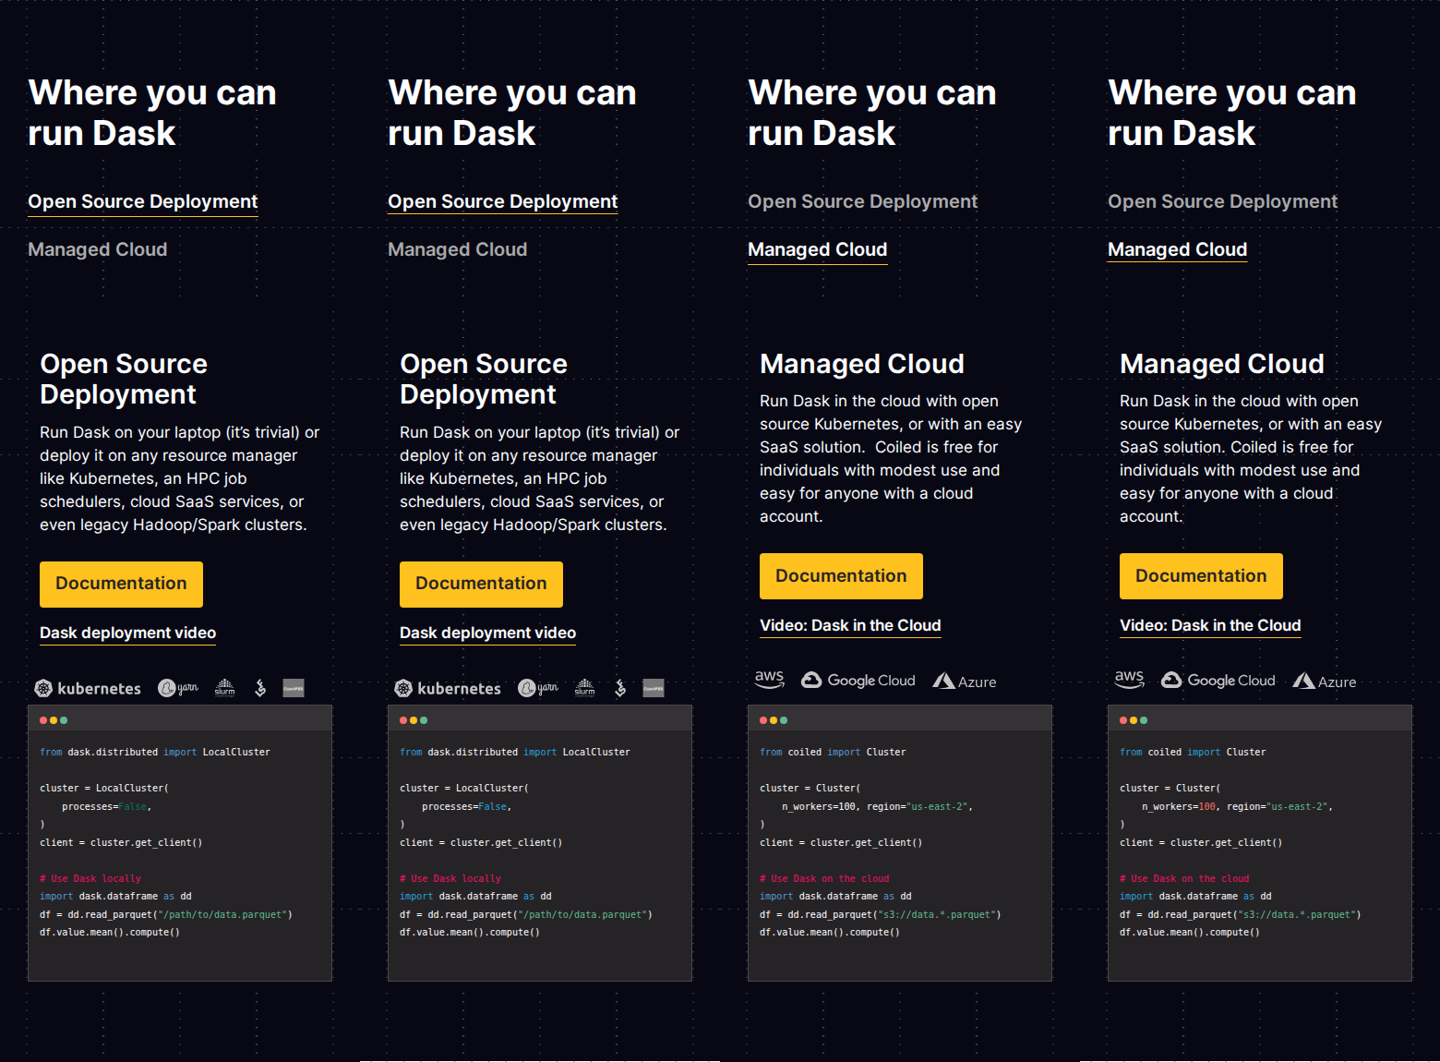 Where you can
run Dask
Open Source Deployment
Managed Cloud
Open Source
Deployment
Run Dask on your laptop (it’s trivial) or
deploy it on any resource manager
like Kubernetes, an HPC job
schedulers, cloud SaaS services, or
even legacy Hadoop/Spark clusters.
Documentation
Dask deployment video
kubernetes yarn slurm OpenPBS
from dask.distributed import LocalCluster
cluster = LocalCluster(
    processes=False,
)
client = cluster.get_client()
# Use Dask locally
import dask.dataframe as dd
df = dd.read_parquet("/path/to/data.parquet")
df.value.mean().compute()
Where you can
run Dask
Open Source Deployment
Managed Cloud
Open Source
Deployment
Run Dask on your laptop (it’s trivial) or
deploy it on any resource manager
like Kubernetes, an HPC job
schedulers, cloud SaaS services, or
even legacy Hadoop/Spark clusters.
Documentation
Dask deployment video
kubernetes yarn slurm OpenPBS
from dask.distributed import LocalCluster
cluster = LocalCluster(
    processes=False,
)
client = cluster.get_client()
# Use Dask locally
import dask.dataframe as dd
df = dd.read_parquet("/path/to/data.parquet")
df.value.mean().compute()
Where you can
run Dask
Open Source Deployment
Managed Cloud
Managed Cloud
Run Dask in the cloud with open
source Kubernetes, or with an easy
SaaS solution.  Coiled is free for
individuals with modest use and
easy for anyone with a cloud
account.
Documentation
Video: Dask in the Cloud
aws Google Cloud Azure
from coiled import Cluster
cluster = Cluster(
    n_workers=100, region="us-east-2",
)
client = cluster.get_client()
# Use Dask on the cloud
import dask.dataframe as dd
df = dd.read_parquet("s3://data.*.parquet")
df.value.mean().compute()
Where you can
run Dask
Open Source Deployment
Managed Cloud
Managed Cloud
Run Dask in the cloud with open
source Kubernetes, or with an easy
SaaS solution. Coiled is free for
individuals with modest use and
easy for anyone with a cloud
account.
Documentation
Video: Dask in the Cloud
aws Google Cloud Azure
from coiled import Cluster
cluster = Cluster(
    n_workers=100, region="us-east-2",
)
client = cluster.get_client()
# Use Dask on the cloud
import dask.dataframe as dd
df = dd.read_parquet("s3://data.*.parquet")
df.value.mean().compute()